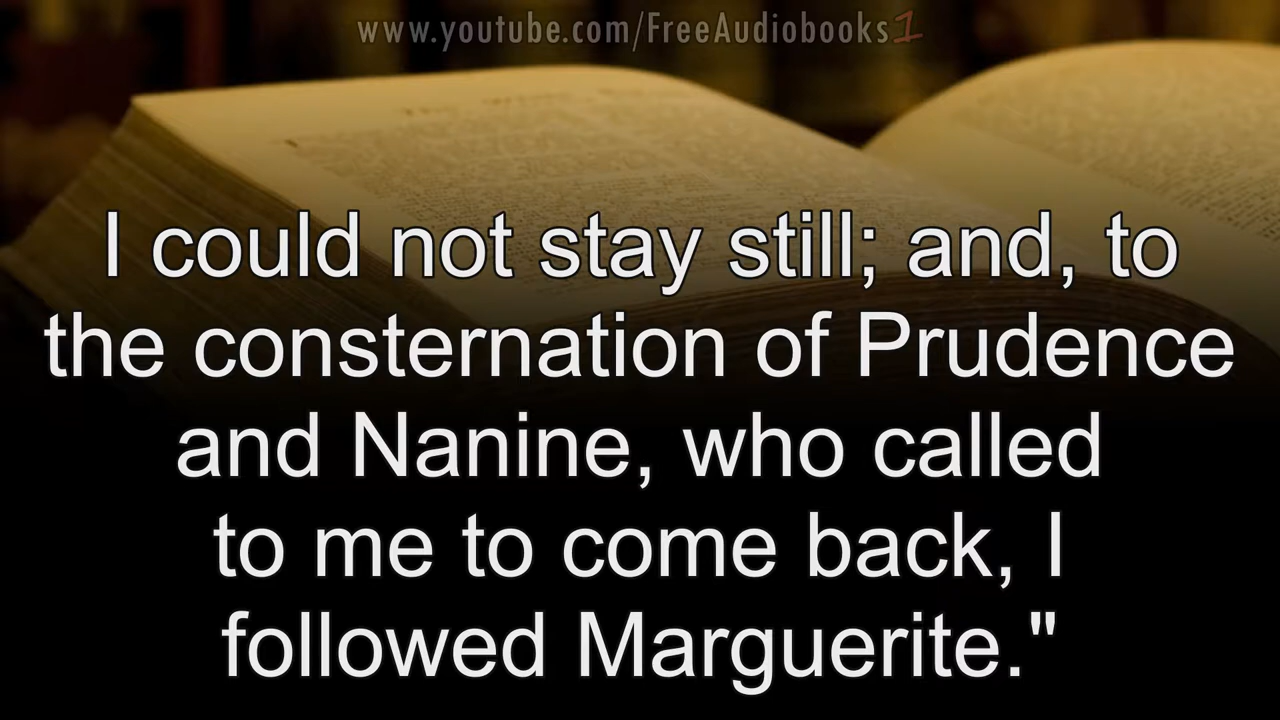 www.youtube.com/FreeAudiobooks1
I could not stay still; and, to
the consternation of Prudence
and Nanine, who called
to me to come back, I
followed Marguerite."